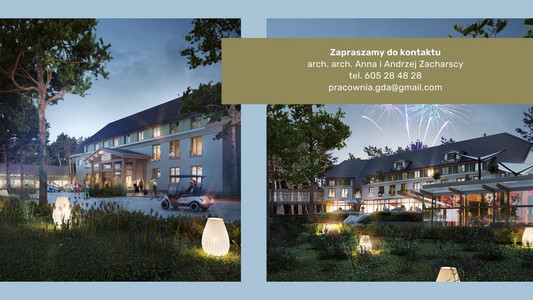 Zapraszamy do kontaktu
arch. arch. Anna i Andrzej Zacharscy
tel. 605 28 48 28
pracownia.gda@gmail.com